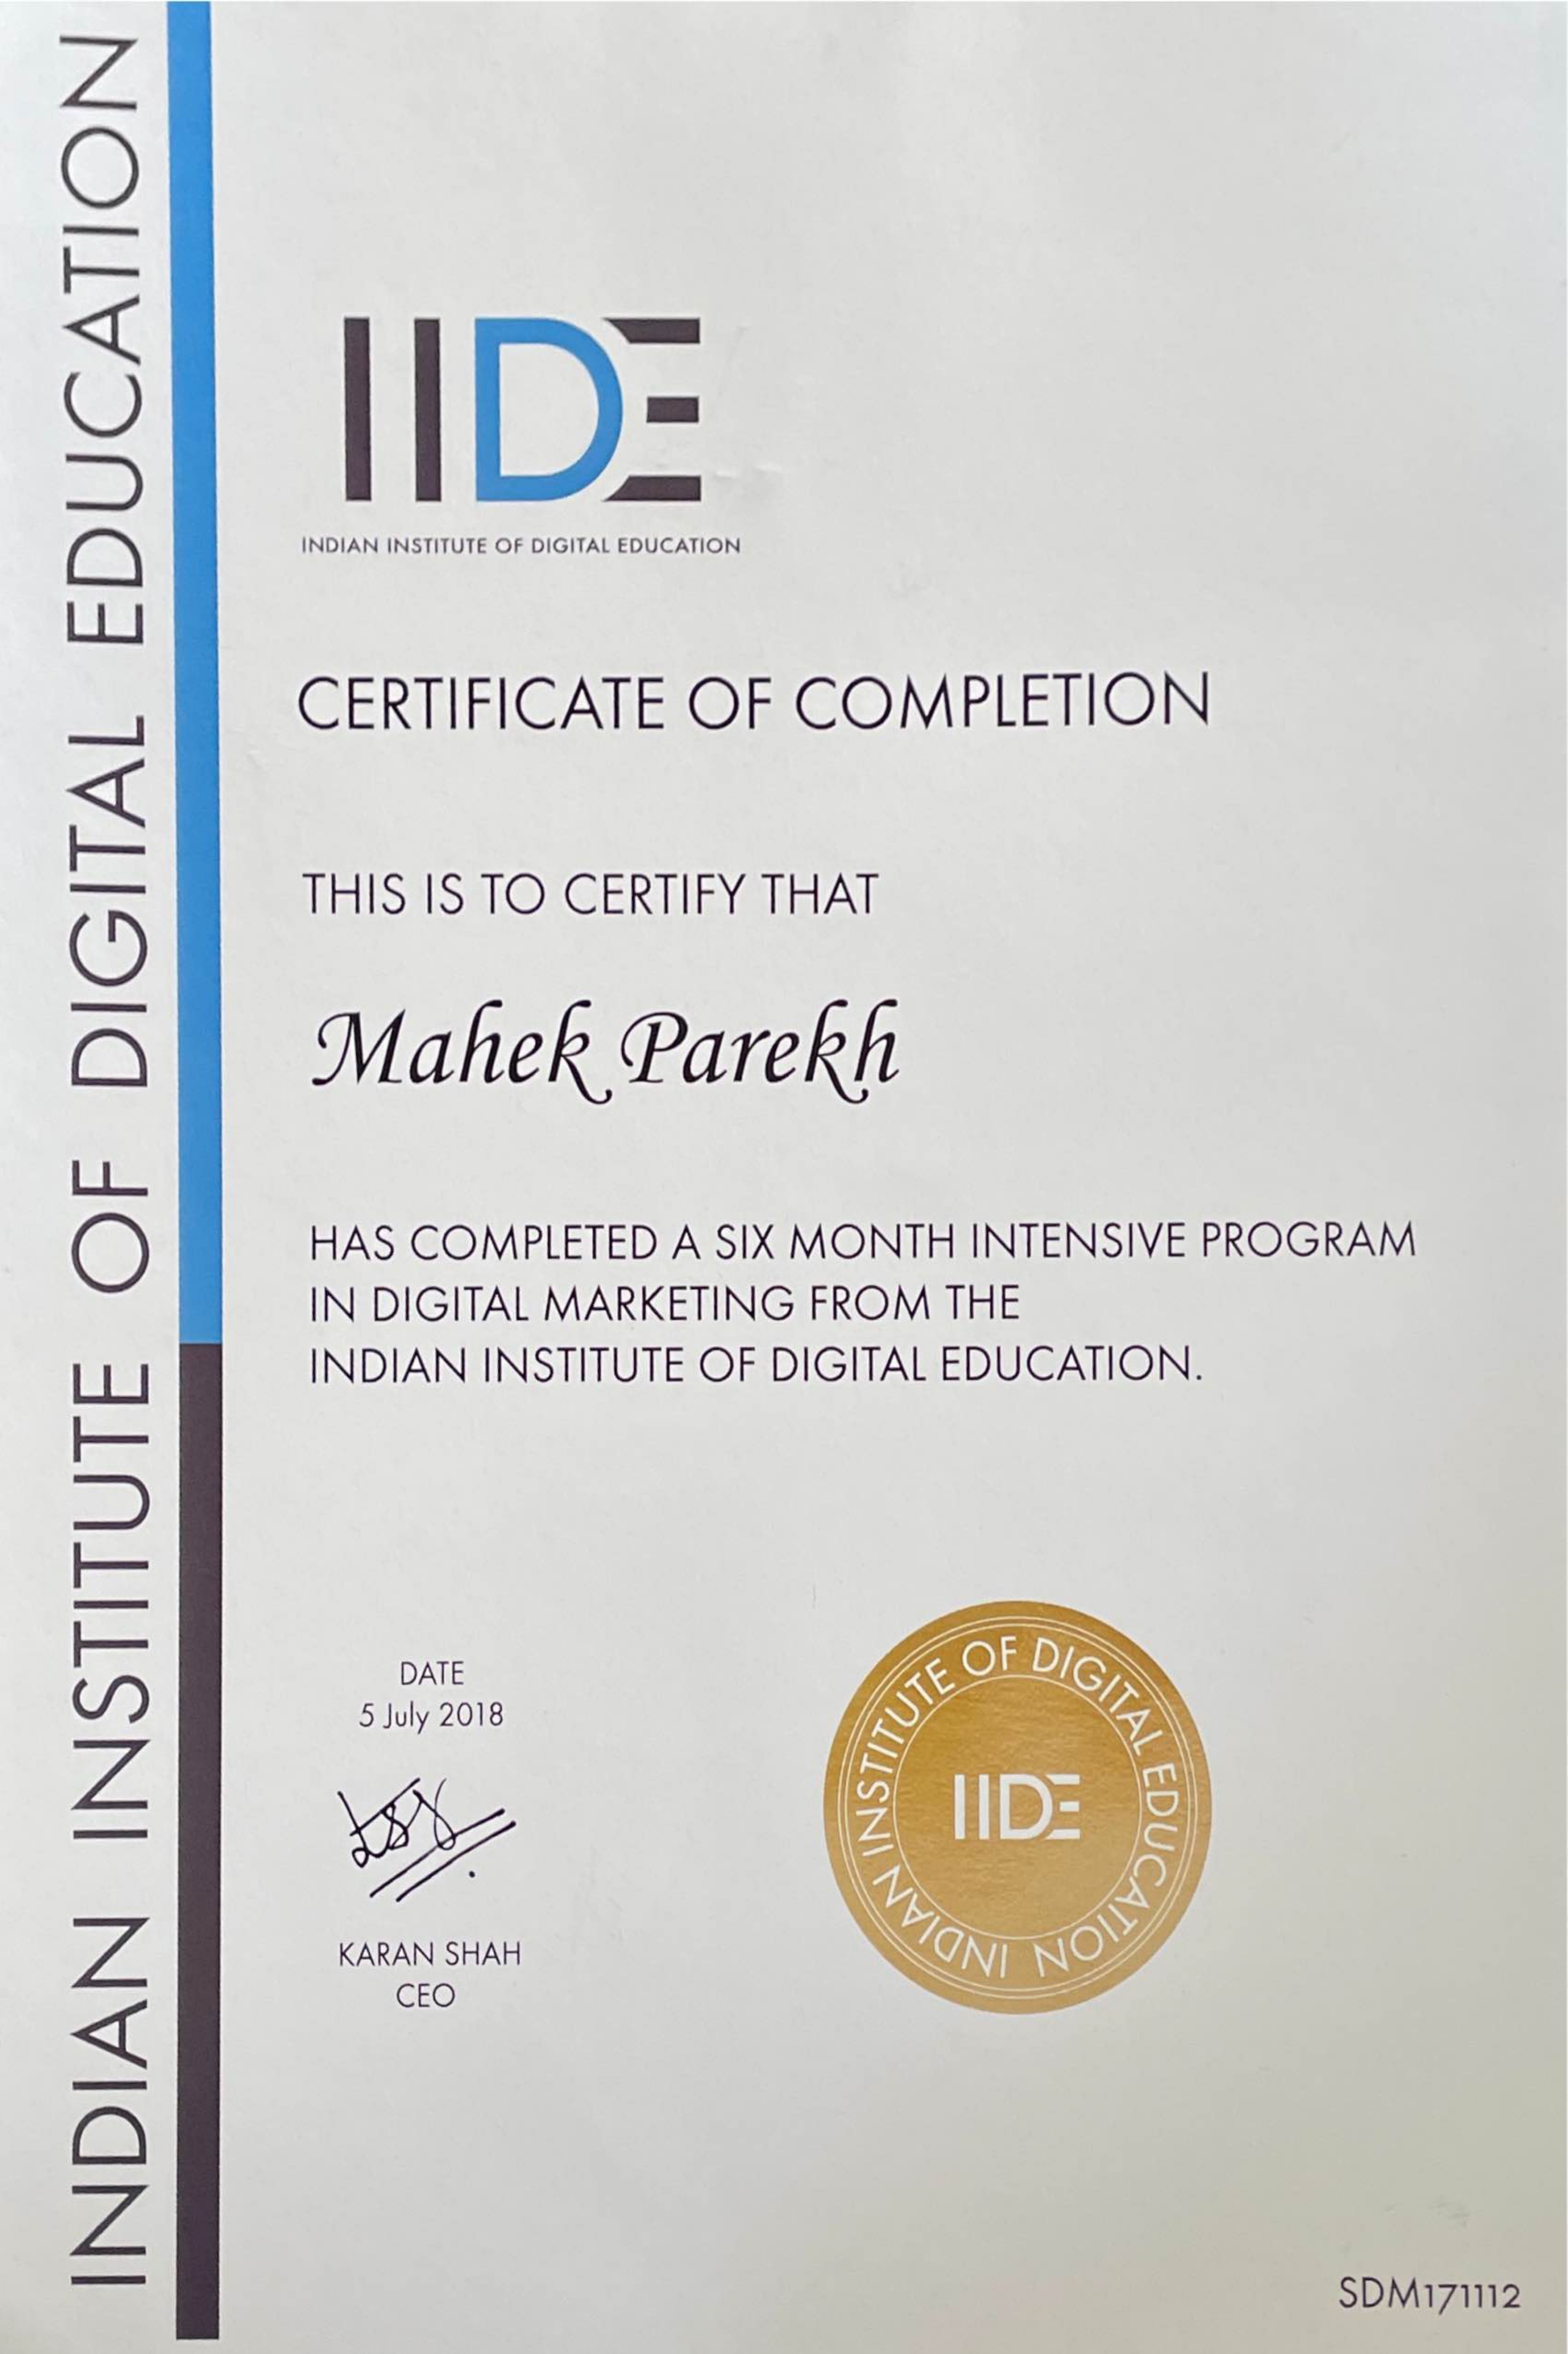 INDIAN INSTITUTE OF DIGITAL EDUCATION
IIDE
INDIAN INSTITUTE OF DIGITAL EDUCATION
CERTIFICATE OF COMPLETION
THIS IS TO CERTIFY THAT
Mahek Parekh
HAS COMPLETED A SIX MONTH INTENSIVE PROGRAM
IN DIGITAL MARKETING FROM THE
INDIAN INSTITUTE OF DIGITAL EDUCATION.
DATE
5 July 2018
KARAN SHAH
CEO
INDIAN INSTITUTE OF DIGITAL EDUCATION
IIDE
SDM171112